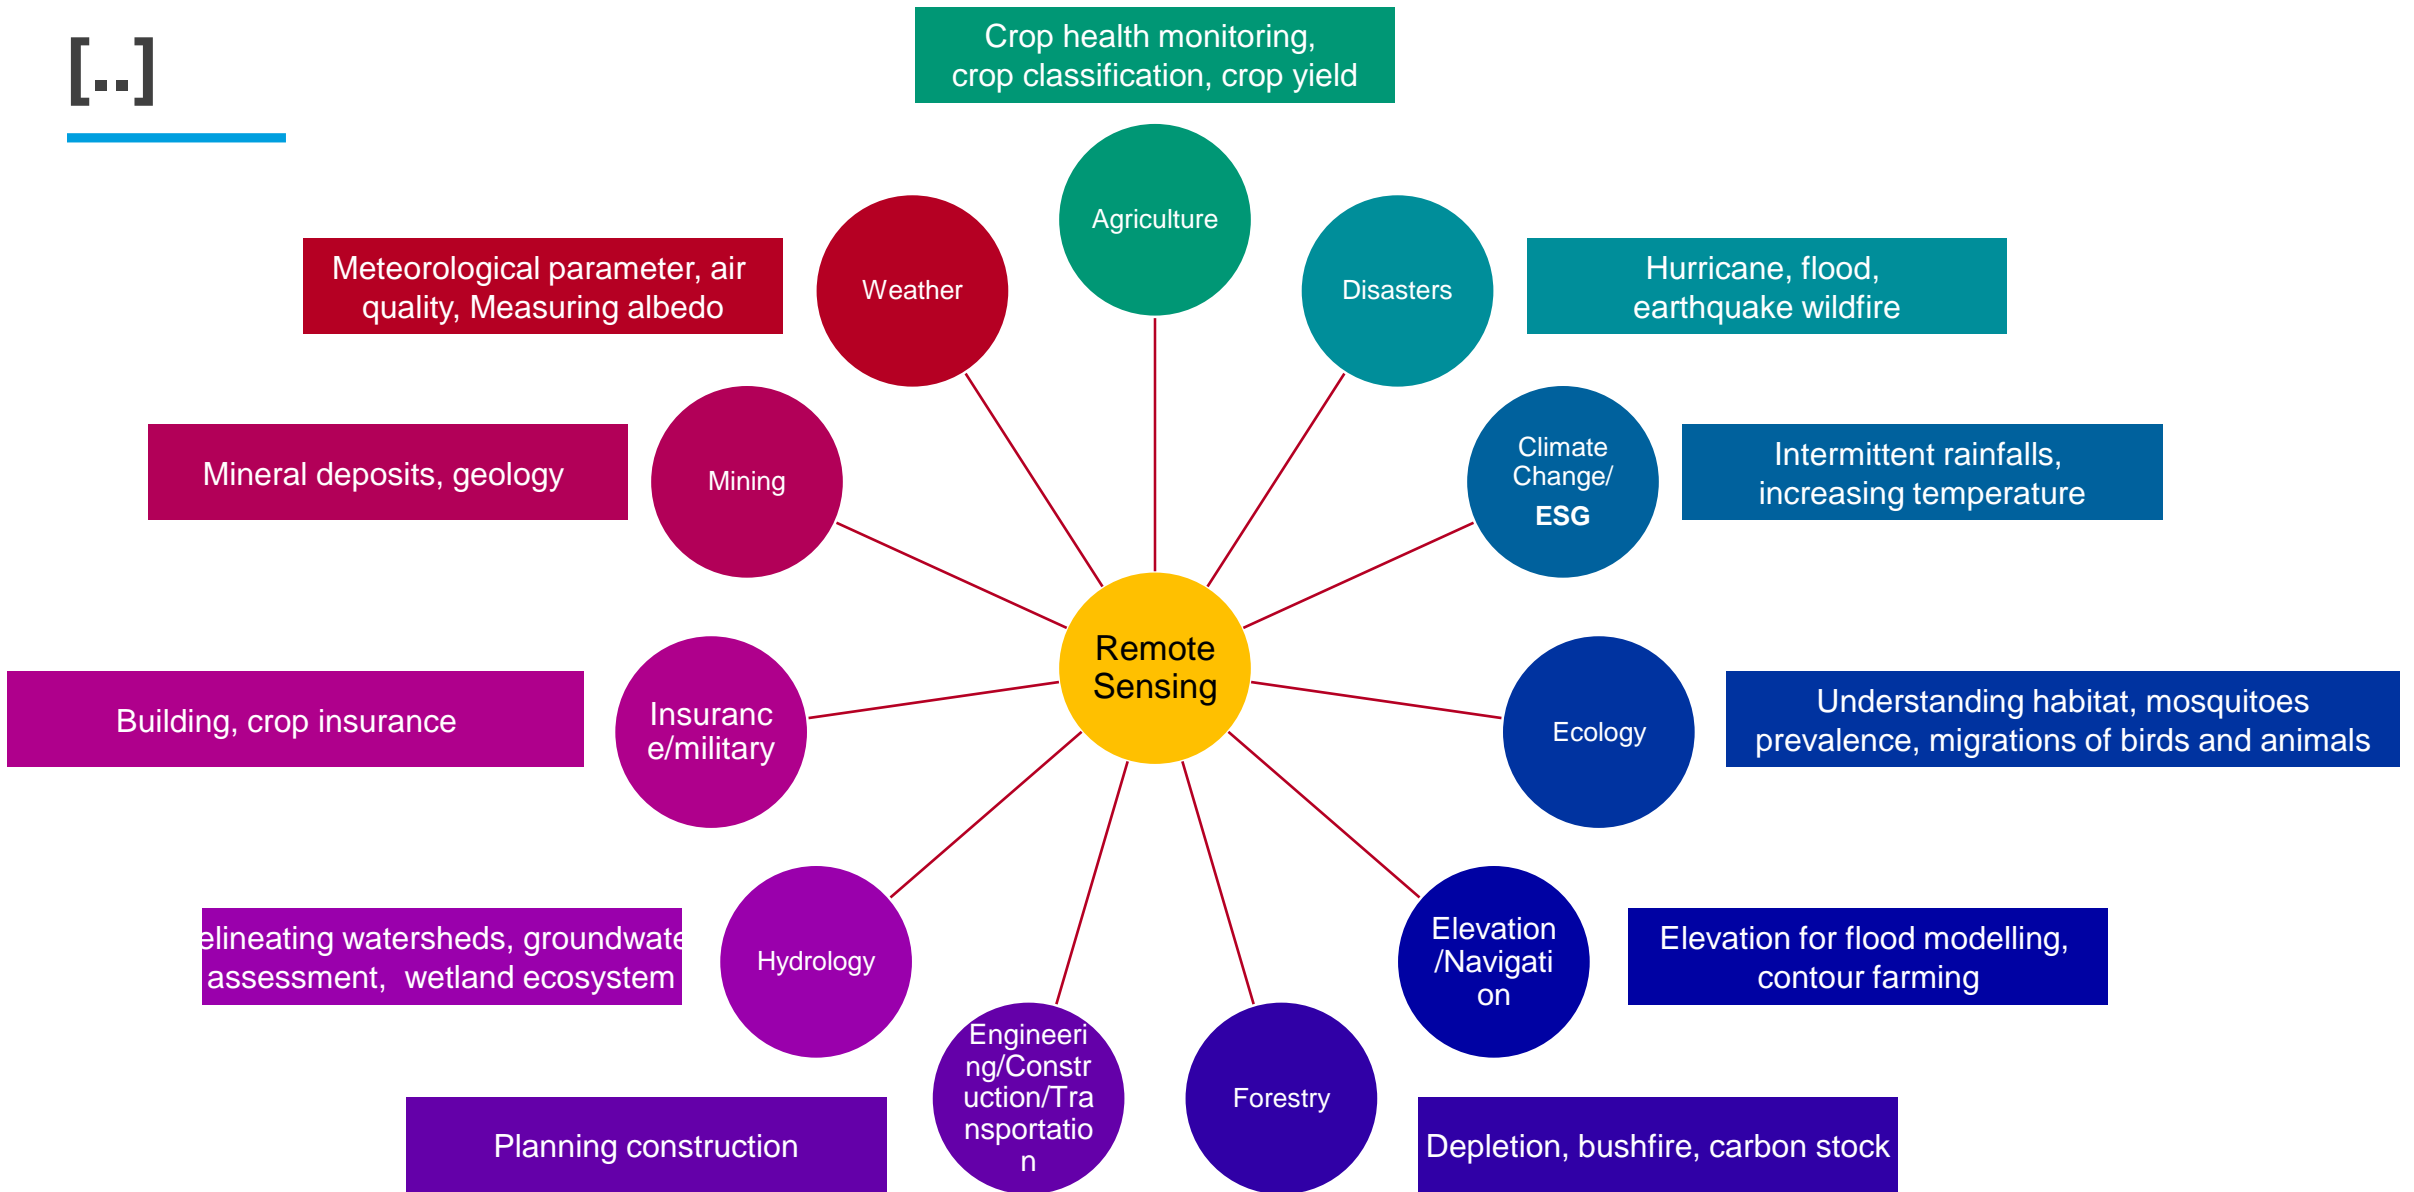 [..]
Crop health monitoring,
crop classification, crop yield
Agriculture
Weather
Meteorological parameter, air
quality, Measuring albedo
Disasters
Hurricane, flood,
earthquake wildfire
Mining
Mineral deposits, geology
Climate
Change/
ESG
Intermittent rainfalls,
increasing temperature
Remote
Sensing
Insuranc
e/military
Building, crop insurance
Ecology
Understanding habitat, mosquitoes
prevalence, migrations of birds and animals
Hydrology
elineating watersheds, groundwate
assessment,  wetland ecosystem
Elevation
/Navigati
on
Elevation for flood modelling,
contour farming
Engineeri
ng/Constr
uction/Tra
nsportatio
n
Planning construction
Forestry
Depletion, bushfire, carbon stock